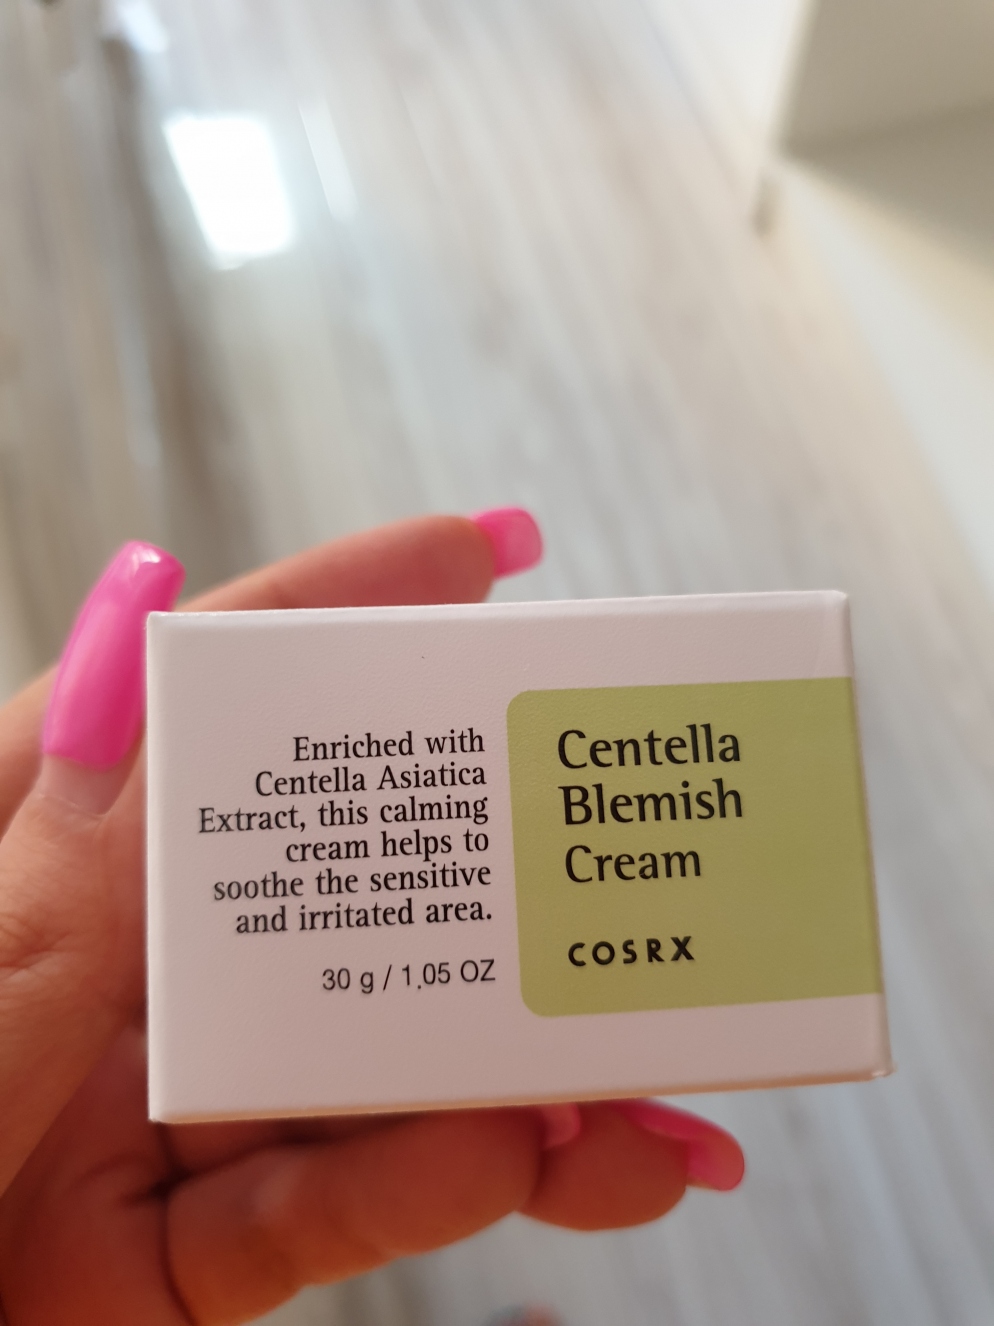 Enriched with
Centella Asiatica
Extract, this calming
cream helps to
soothe the sensitive
and irritated area.
30 g / 1.05 OZ
Centella
Blemish
Cream
COSRX